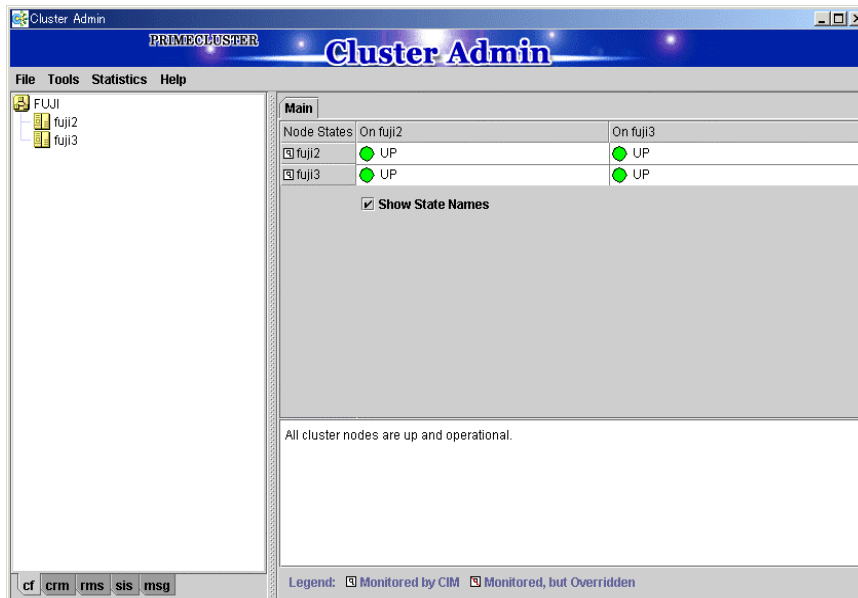 Cluster Admin
PRIMECLUSTER
Cluster Admin
File Tools Statistics Help
FUJI
fuji2
fuji3
Main
Node States On fuji2 On fuji3
fuji2 UP UP
fuji3 UP UP
Show State Names
All cluster nodes are up and operational.
cf crm rms sis msg
Legend: Monitored by CIM Monitored, but Overridden